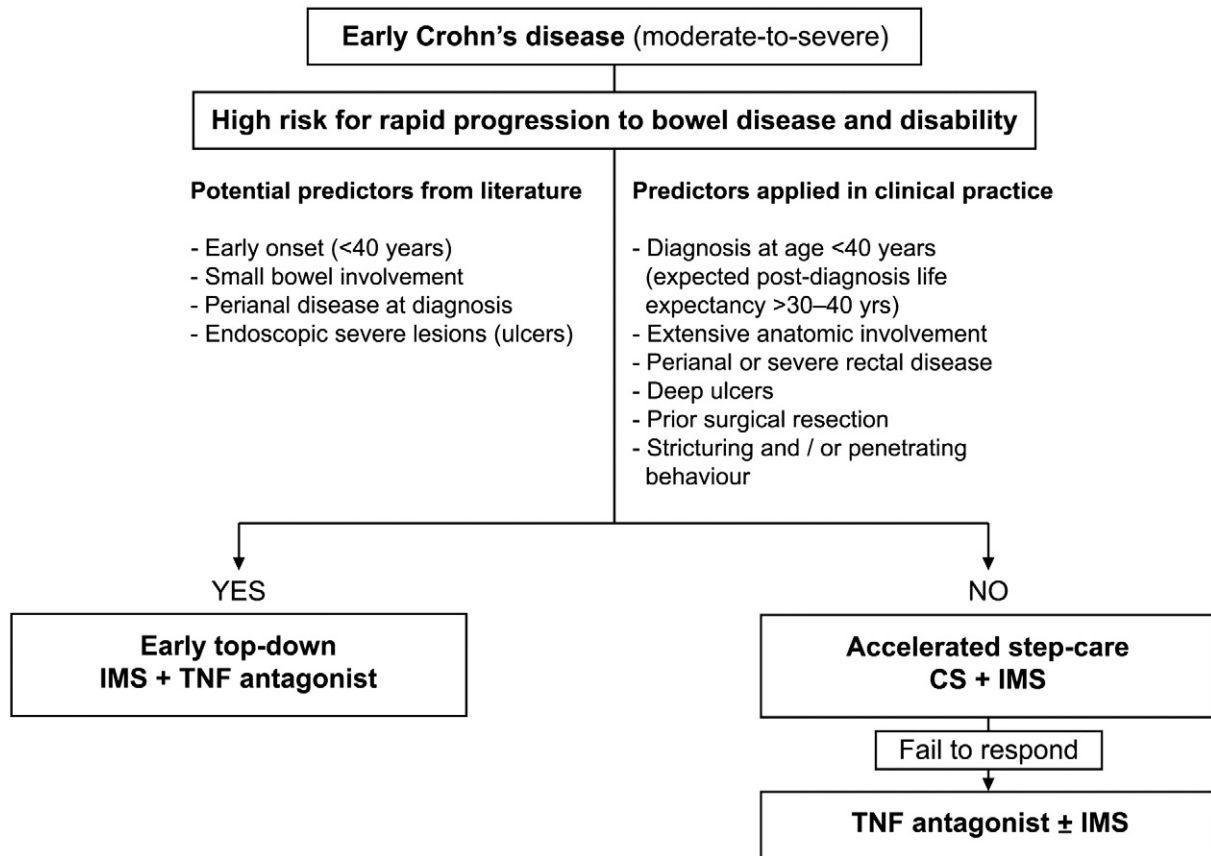 Early Crohn's disease (moderate-to-severe)
High risk for rapid progression to bowel disease and disability
Potential predictors from literature
- Early onset (<40 years)
- Small bowel involvement
- Perianal disease at diagnosis
- Endoscopic severe lesions (ulcers)
Predictors applied in clinical practice
- Diagnosis at age <40 years
(expected post-diagnosis life
expectancy >30–40 yrs)
- Extensive anatomic involvement
- Perianal or severe rectal disease
- Deep ulcers
- Prior surgical resection
- Stricturing and / or penetrating
behaviour
YES
Early top-down
IMS + TNF antagonist
NO
Accelerated step-care
CS + IMS
Fail to respond
TNF antagonist ± IMS